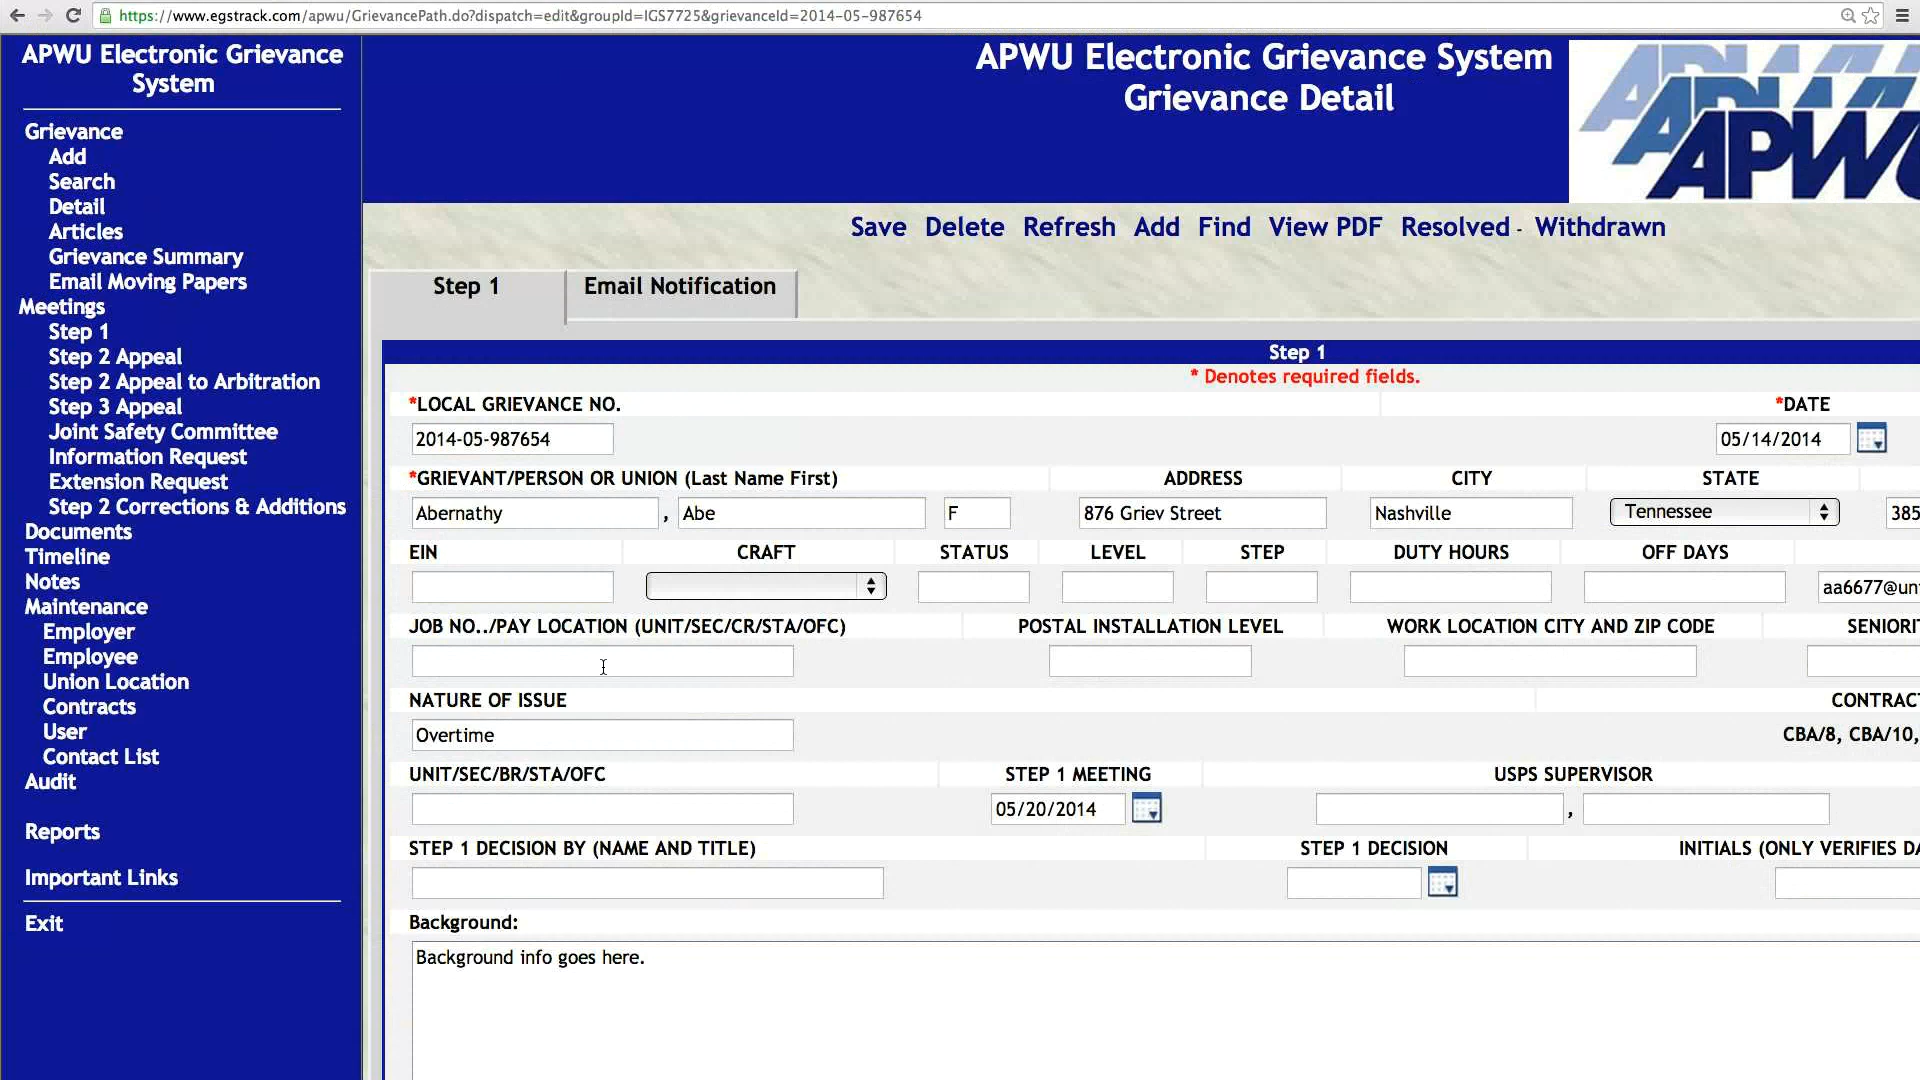 https://www.egstrack.com/apwu/GrievancePath.do?dispatch=edit&groupId=IGS7725&grievanceId=2014-05-987654
APWU Electronic Grievance
System
Grievance
Add
Search
Detail
Articles
Grievance Summary
Email Moving Papers
Meetings
Step 1
Step 2 Appeal
Step 2 Appeal to Arbitration
Step 3 Appeal
Joint Safety Committee
Information Request
Extension Request
Step 2 Corrections & Additions
Documents
Timeline
Notes
Maintenance
Employer
Employee
Union Location
Contracts
User
Contact List
Audit
Reports
Important Links
Exit
APWU Electronic Grievance System
Grievance Detail
APWU
Save Delete Refresh Add Find View PDF Resolved - Withdrawn
Step 1 Email Notification
Step 1
* Denotes required fields.
*LOCAL GRIEVANCE NO. *DATE
2014-05-987654 05/14/2014
*GRIEVANT/PERSON OR UNION (Last Name First) ADDRESS CITY STATE
Abernathy , Abe F 876 Griev Street Nashville Tennessee 385
EIN CRAFT STATUS LEVEL STEP DUTY HOURS OFF DAYS
aa6677@un
JOB NO../PAY LOCATION (UNIT/SEC/CR/STA/OFC) POSTAL INSTALLATION LEVEL WORK LOCATION CITY AND ZIP CODE SENIORI
NATURE OF ISSUE CONTRACT
Overtime CBA/8, CBA/10,
UNIT/SEC/BR/STA/OFC STEP 1 MEETING USPS SUPERVISOR
05/20/2014 ,
STEP 1 DECISION BY (NAME AND TITLE) STEP 1 DECISION INITIALS (ONLY VERIFIES DA
Background:
Background info goes here.